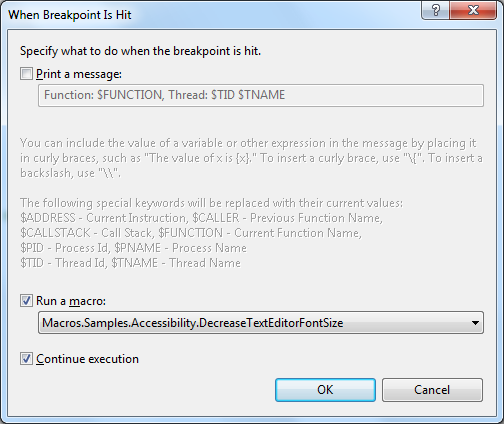 When Breakpoint Is Hit
Specify what to do when the breakpoint is hit.
Print a message:
Function: $FUNCTION, Thread: $TID $TNAME
You can include the value of a variable or other expression in the message by placing it
in curly braces, such as "The value of x is {x}." To insert a curly brace, use "\{". To insert a
backslash, use "\\".
The following special keywords will be replaced with their current values:
$ADDRESS - Current Instruction, $CALLER - Previous Function Name,
$CALLSTACK - Call Stack, $FUNCTION - Current Function Name,
$PID - Process Id, $PNAME - Process Name
$TID - Thread Id, $TNAME - Thread Name
Run a macro:
Macros.Samples.Accessibility.DecreaseTextEditorFontSize
Continue execution
OK Cancel